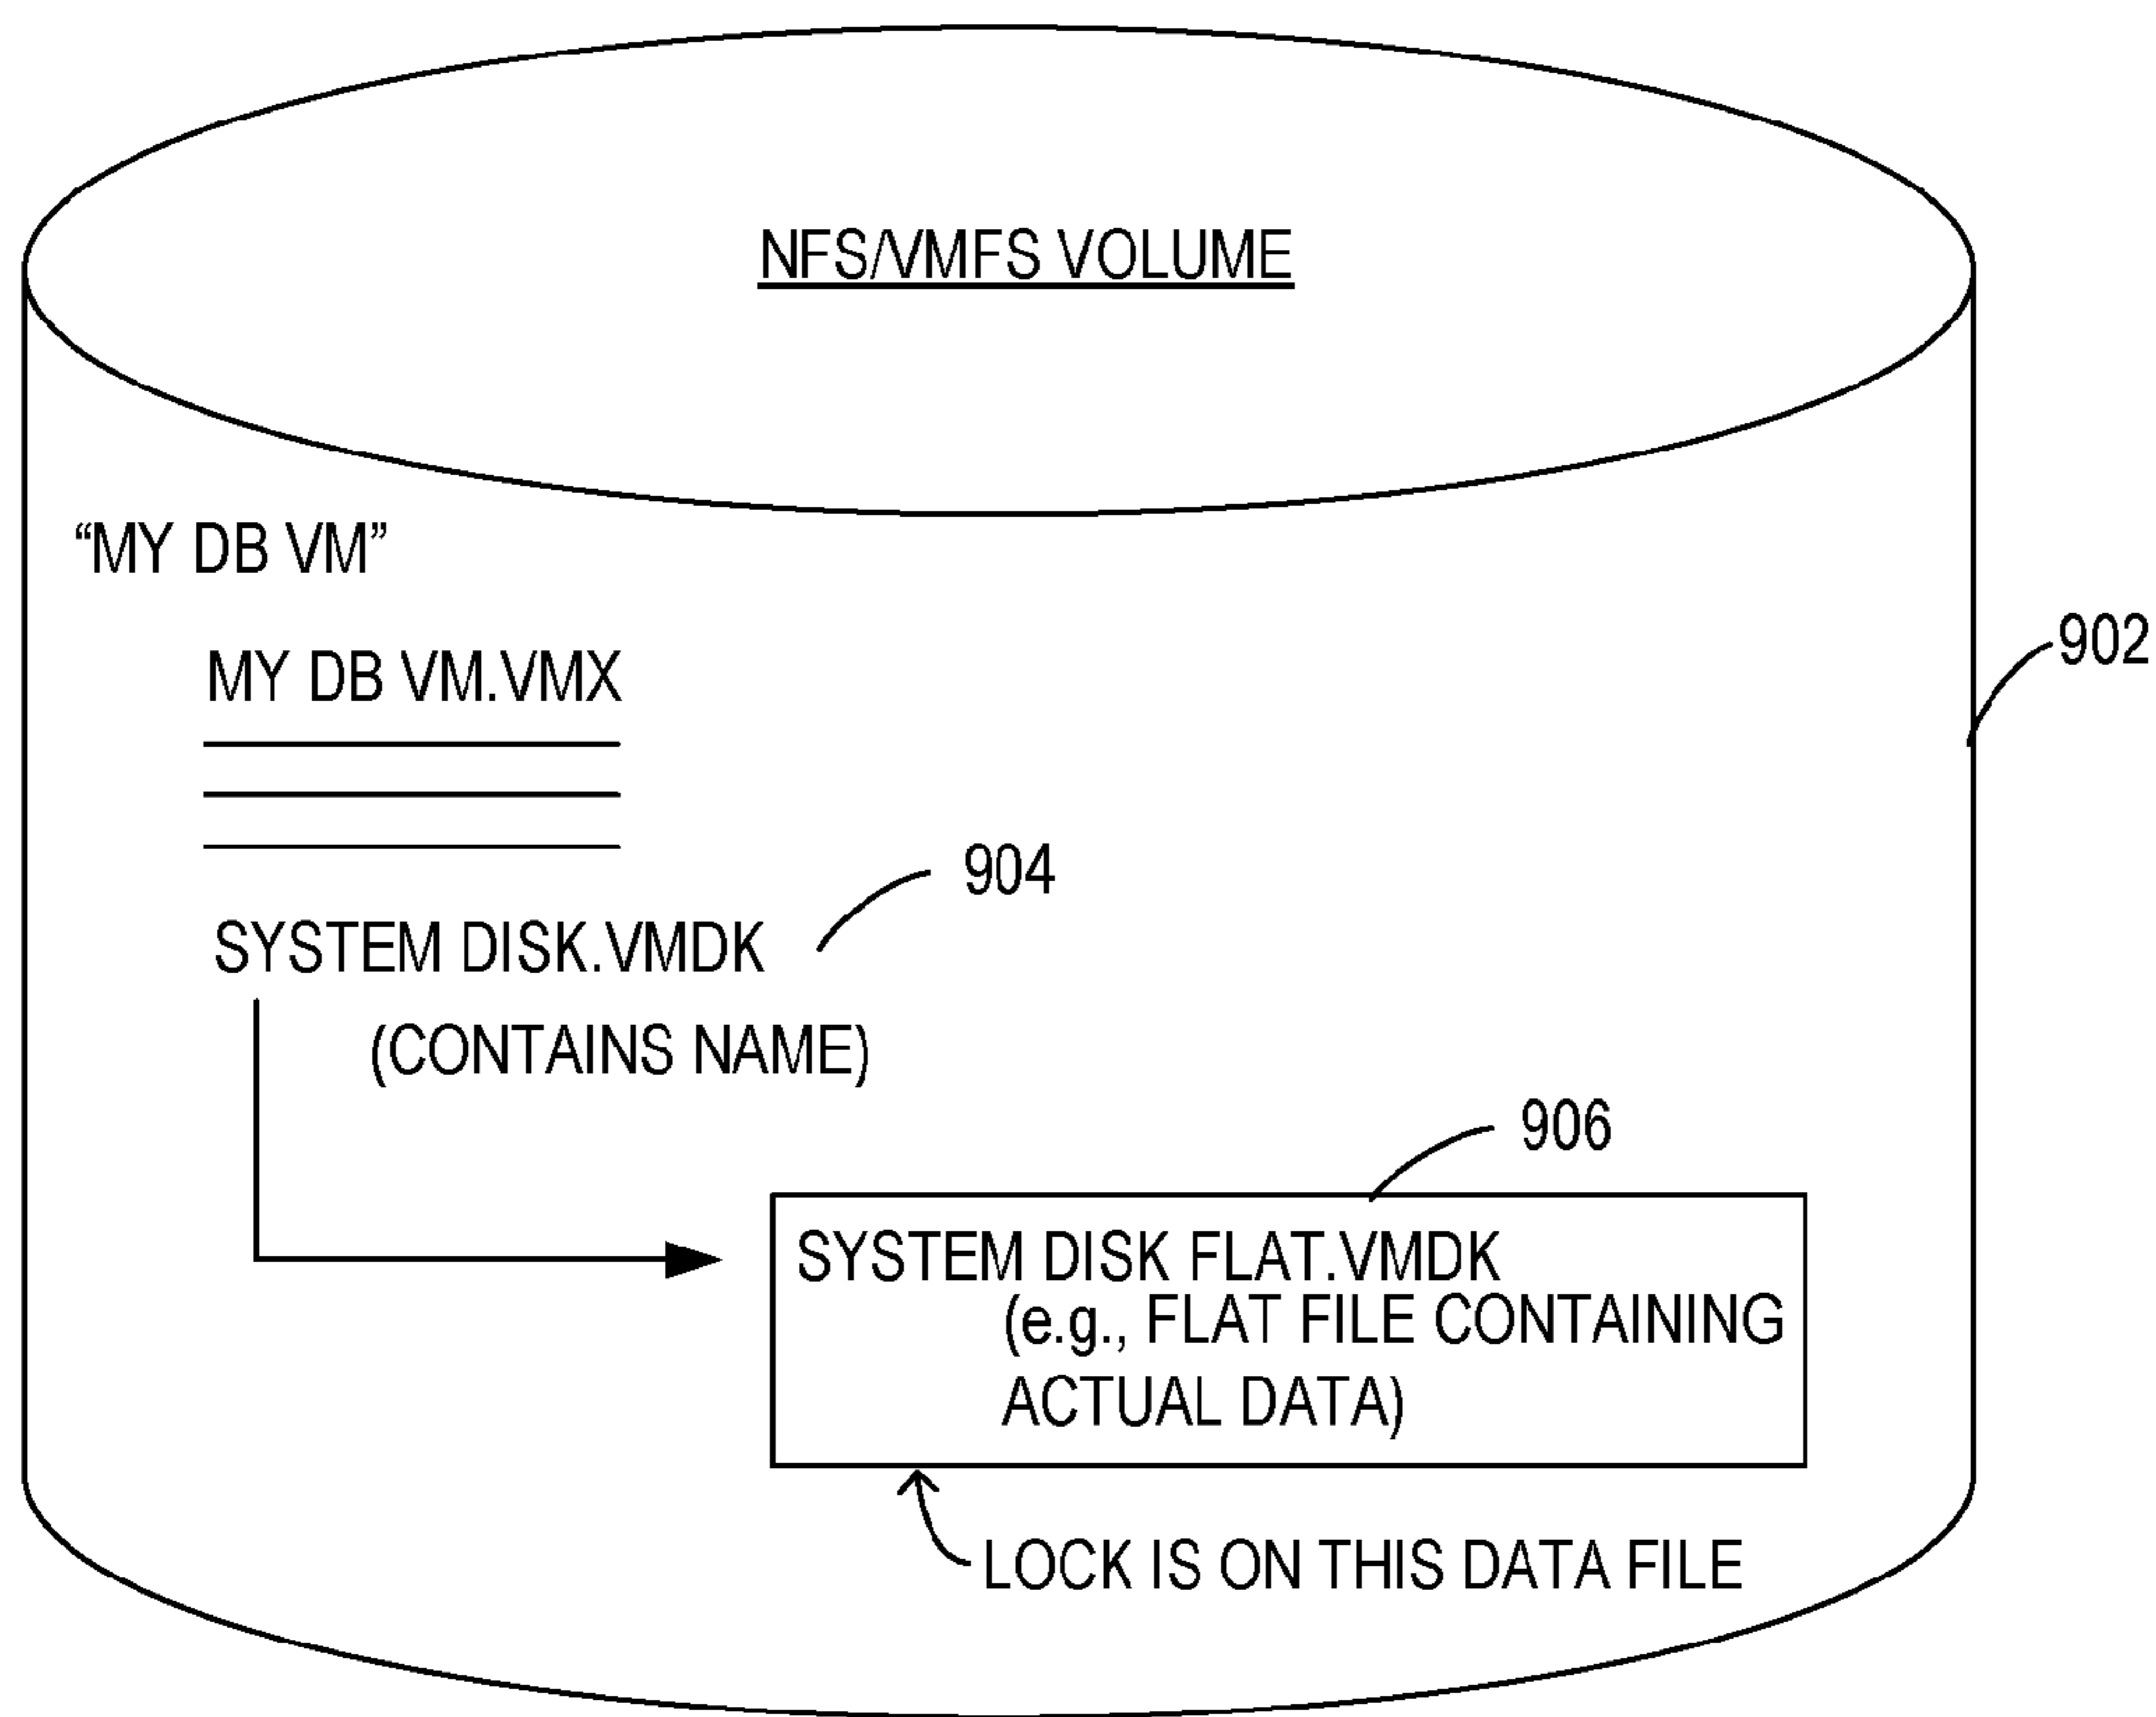 NFS/VMFS VOLUME
“MY DB VM”
MY DB VM.VMX
902
904
SYSTEM DISK.VMDK
(CONTAINS NAME)
906
SYSTEM DISK FLAT.VMDK
(e.g., FLAT FILE CONTAINING
ACTUAL DATA)
LOCK IS ON THIS DATA FILE